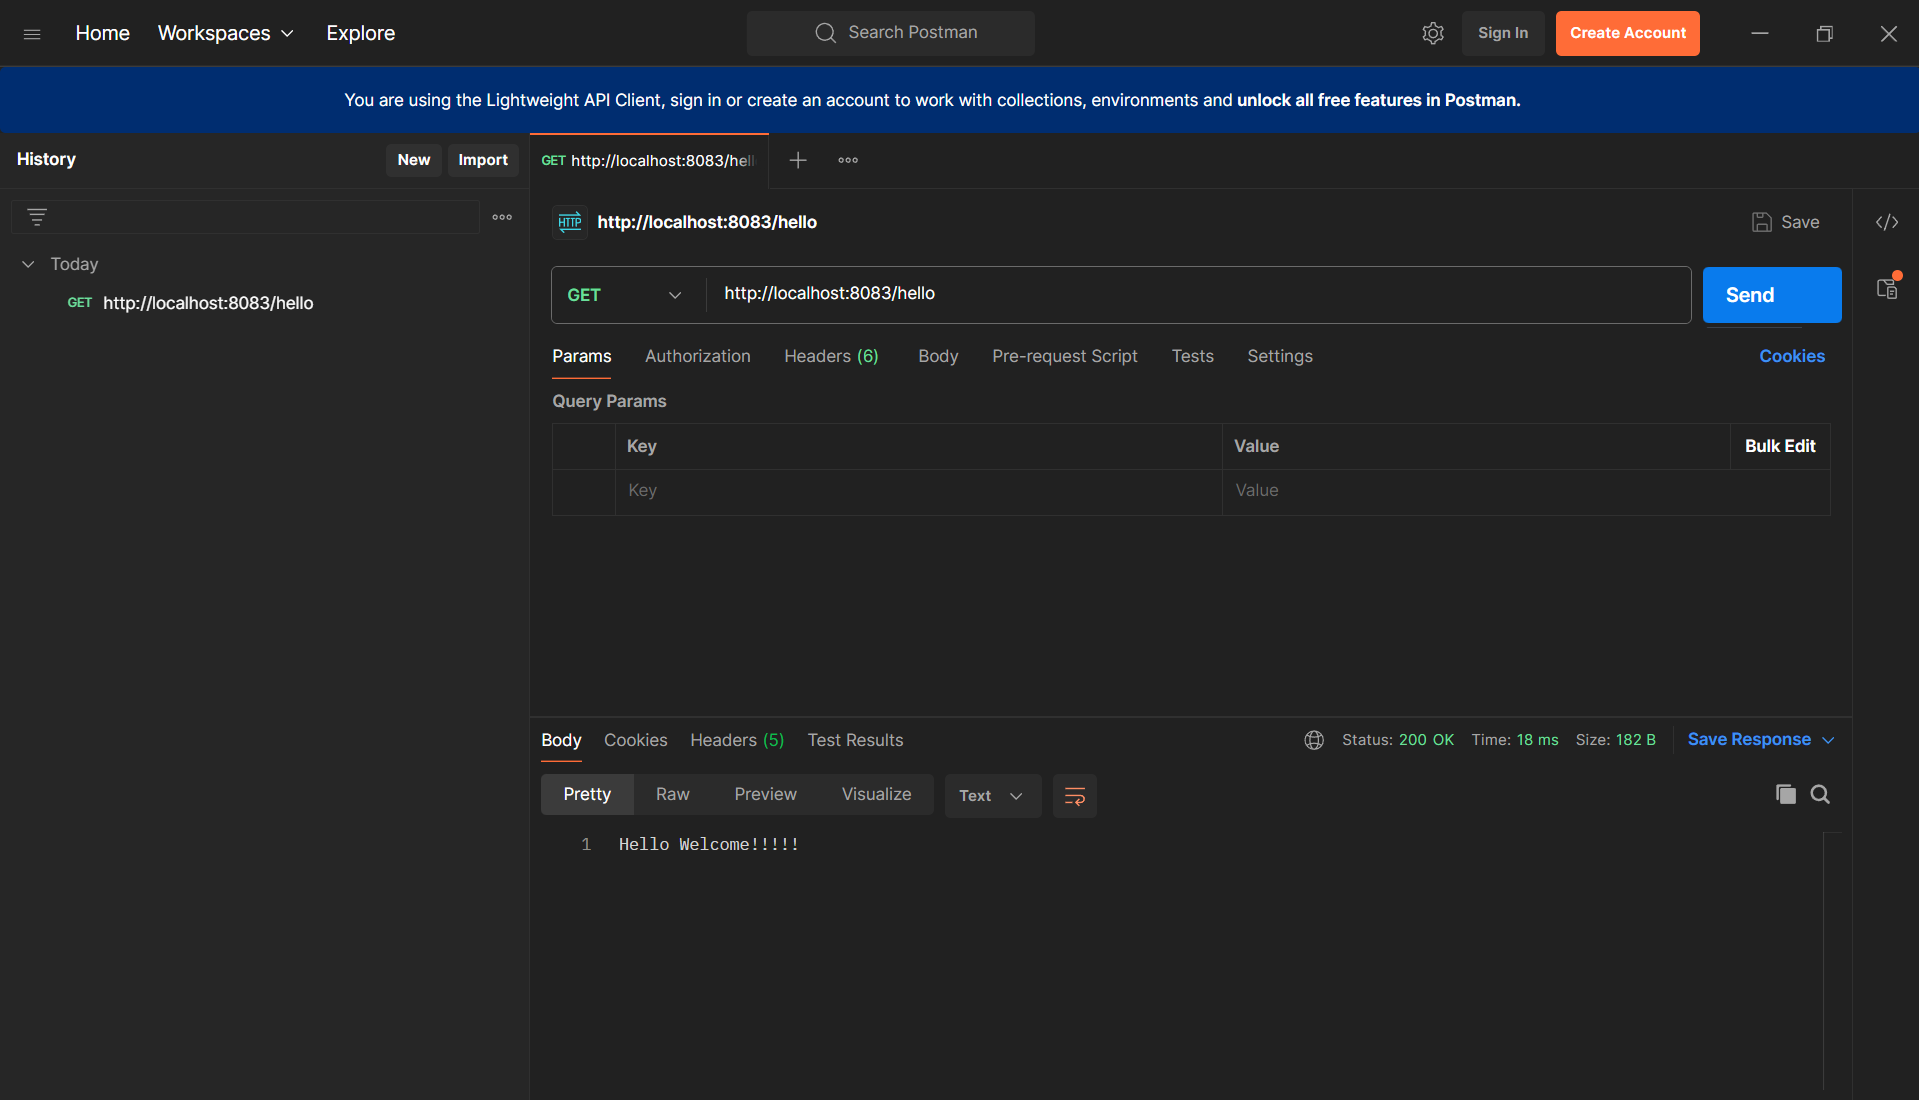 Home Workspaces Explore Search Postman Sign In Create Account
You are using the Lightweight API Client, sign in or create an account to work with collections, environments and unlock all free features in Postman.
History New Import
GET http://localhost:8083/hell
HTTP http://localhost:8083/hello Save
Today
GET http://localhost:8083/hello
GET http://localhost:8083/hello Send
Params Authorization Headers (6) Body Pre-request Script Tests Settings Cookies
Query Params
Key Value Bulk Edit
Key Value
Body Cookies Headers (5) Test Results Status: 200 OK Time: 18 ms Size: 182 B Save Response
Pretty Raw Preview Visualize Text
1 Hello Welcome!!!!!